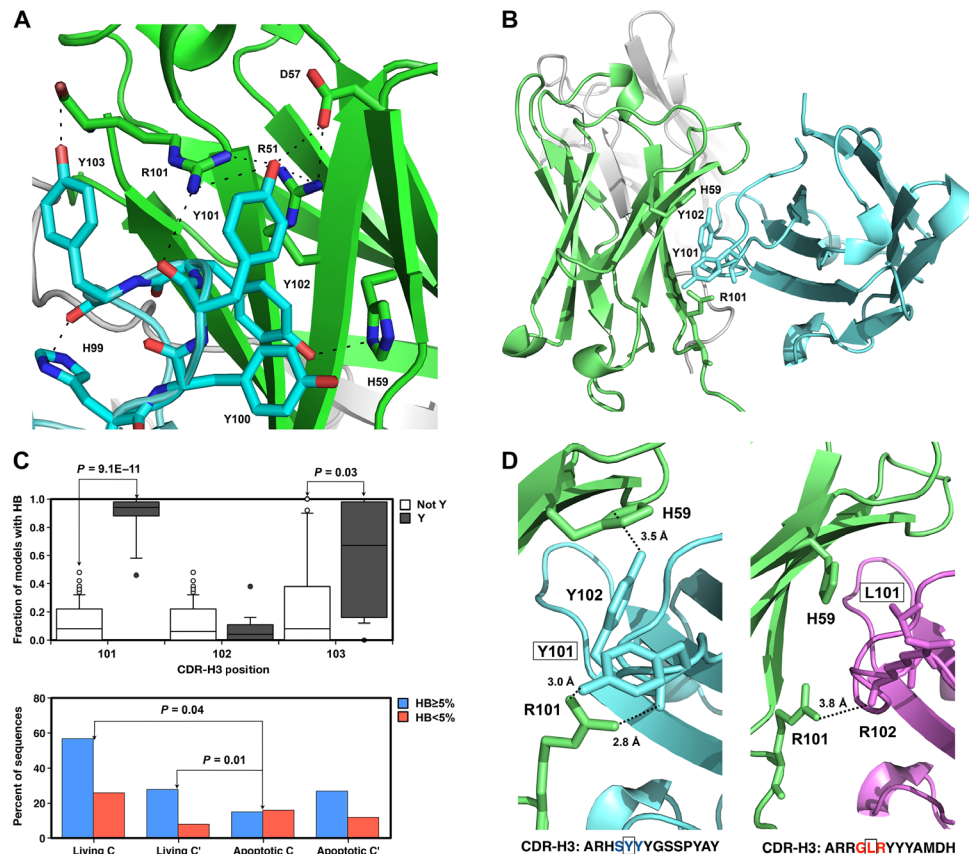 A
D57
Y103
R101
R51
Y101
Y102
H99
H59
Y100
B
H59
Y102
Y101
R101
C
P = 9.1E–11
P = 0.03
Fraction of models with HB
1.0
0.8
0.6
0.4
0.2
0.0
Not Y
Y
101
102
103
CDR-H3 position
Percent of sequences
80
60
40
20
0
HB≥5%
HB<5%
P = 0.04
P = 0.01
Living C
Living C'
Apoptotic C
Apoptotic C'
D
H59
3.5 Å
Y102
Y101
3.0 Å
R101
2.8 Å
CDR-H3: ARHSYYYGSSPYAY
L101
H59
3.8 Å
R101
R102
CDR-H3: ARRGLRYYYAMDH